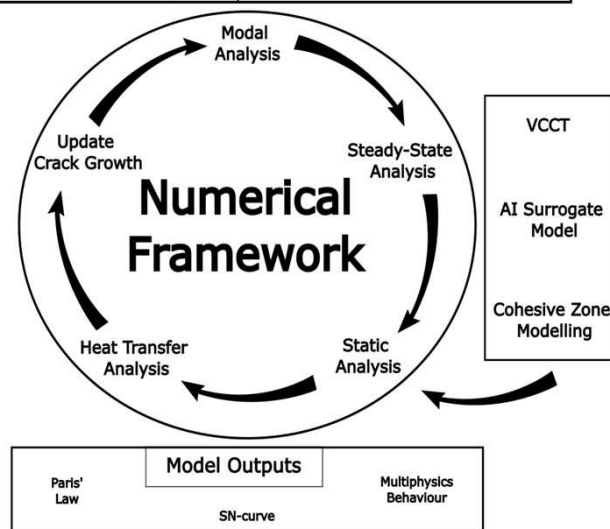 Modal
Analysis
Steady-State
Analysis
Static
Analysis
Heat Transfer
Analysis
Update
Crack Growth
Numerical
Framework
VCCT
AI Surrogate
Model
Cohesive Zone
Modelling
Model Outputs
Paris'
Law
SN-curve
Multiphysics
Behaviour